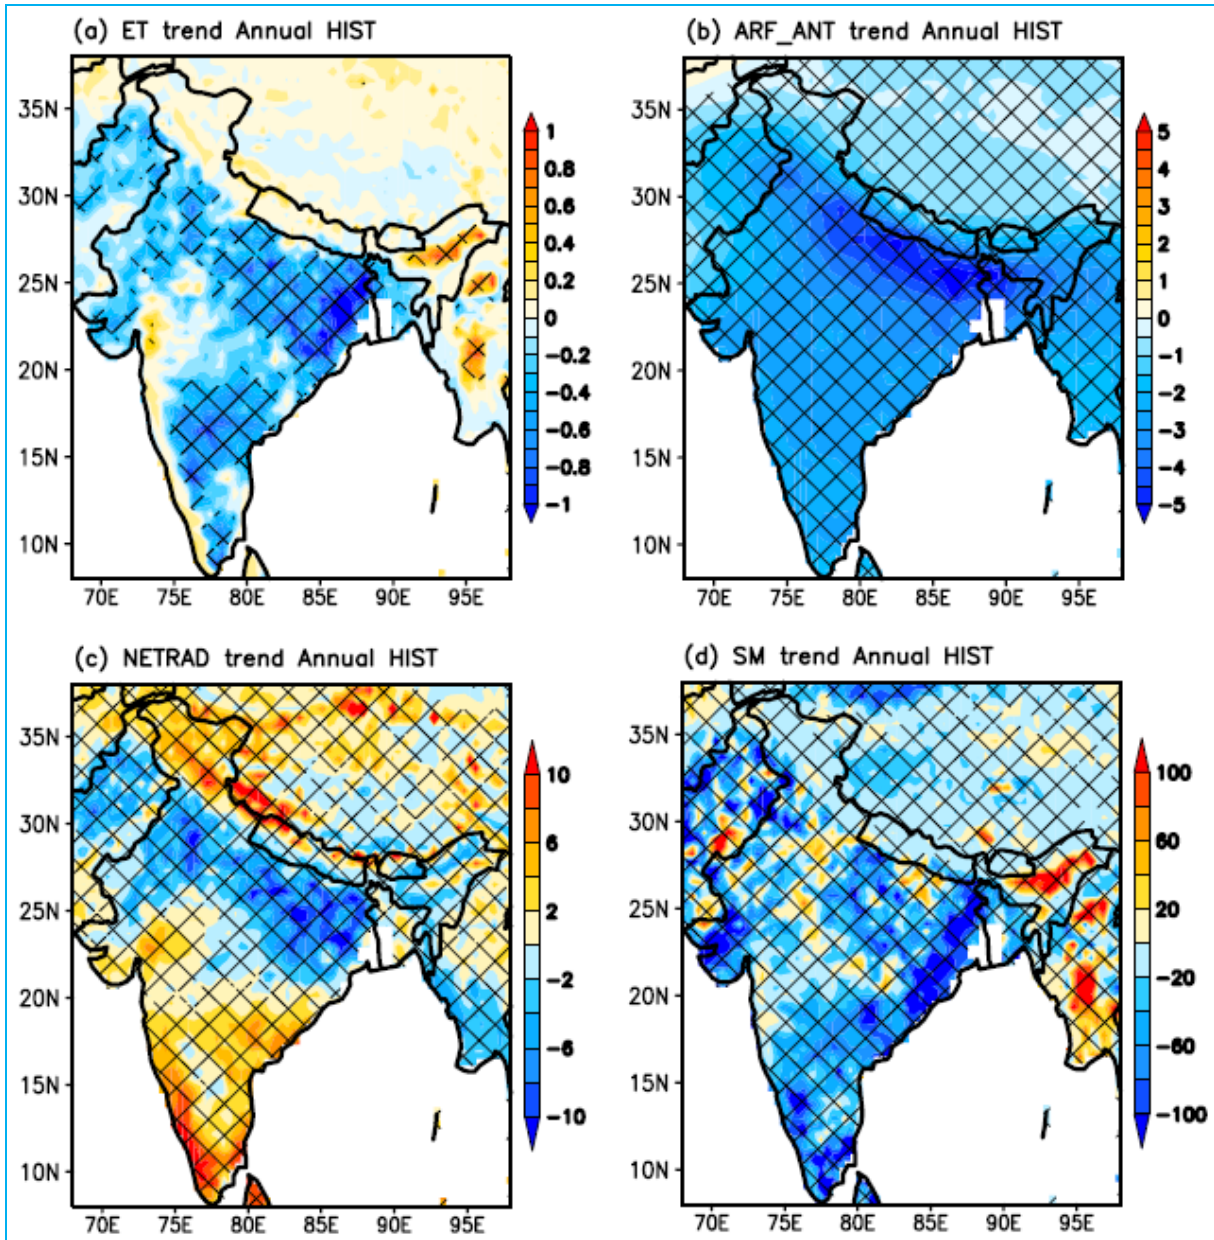 (a) ET trend Annual HIST
35N
30N
25N
20N
15N
10N
70E 75E 80E 85E 90E 95E
1
0.8
0.6
0.4
0.2
0
-0.2
-0.4
-0.6
-0.8
-1
(b) ARF_ANT trend Annual HIST
35N
30N
25N
20N
15N
10N
70E 75E 80E 85E 90E 95E
5
4
3
2
1
0
-1
-2
-3
-4
-5
(c) NETRAD trend Annual HIST
35N
30N
25N
20N
15N
10N
70E 75E 80E 85E 90E 95E
10
6
2
-2
-6
-10
(d) SM trend Annual HIST
35N
30N
25N
20N
15N
10N
70E 75E 80E 85E 90E 95E
100
60
20
-20
-60
-100